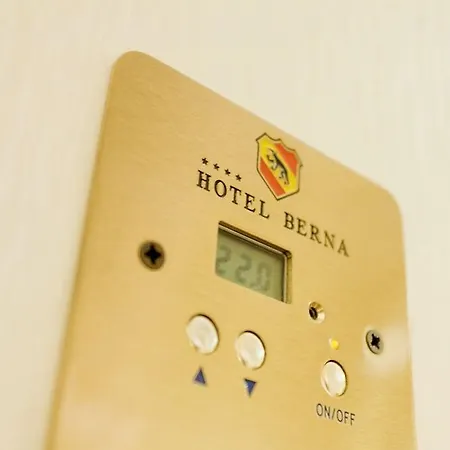 ****
HOTEL BERNA
22.0
ON/OFF